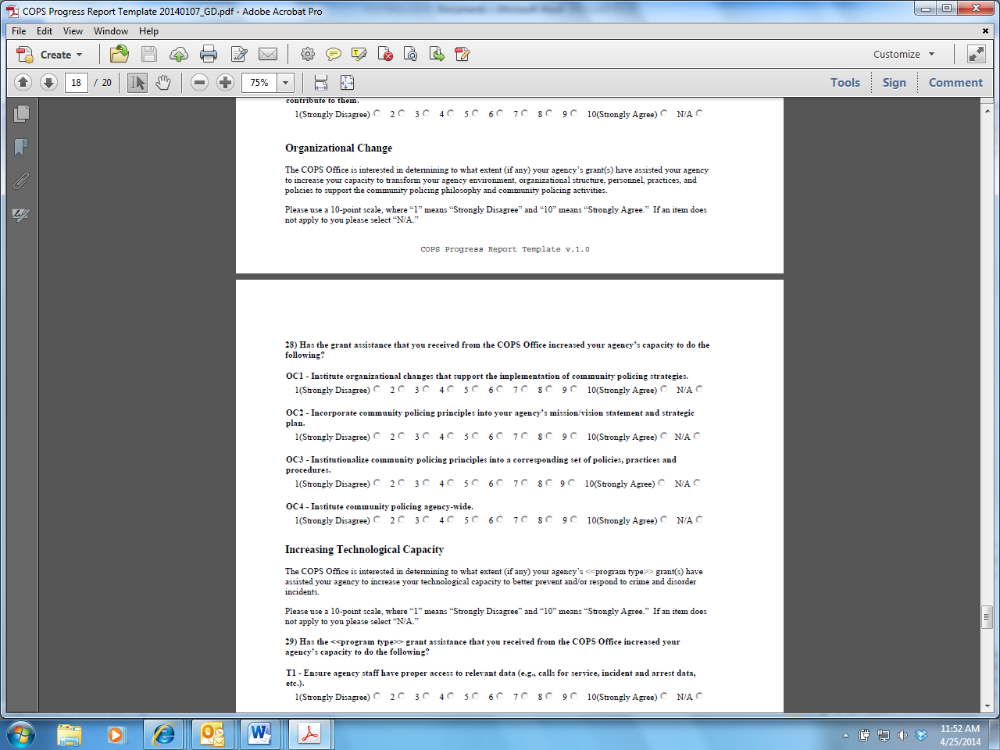 COPS Progress Report Template 20140107_GD.pdf - Adobe Acrobat Pro
File Edit View Window Help
Create Customize
18 / 20 75% Tools Sign Comment
contribute to them.
1(Strongly Disagree) 2 3 4 5 6 7 8 9 10(Strongly Agree) N/A
Organizational Change
The COPS Office is interested in determining to what extent (if any) your agency’s grant(s) have assisted your agency
to increase your capacity to transform your agency environment, organizational structure, personnel, practices, and
policies to support the community policing philosophy and community policing activities.
Please use a 10-point scale, where “1” means “Strongly Disagree” and “10” means “Strongly Agree.” If an item does
not apply to you please select “N/A.”
COPS Progress Report Template v.1.0
28) Has the grant assistance that you received from the COPS Office increased your agency’s capacity to do the
following?
OC1 - Institute organizational changes that support the implementation of community policing strategies.
1(Strongly Disagree) 2 3 4 5 6 7 8 9 10(Strongly Agree) N/A
OC2 - Incorporate community policing principles into your agency’s mission/vision statement and strategic
plan.
1(Strongly Disagree) 2 3 4 5 6 7 8 9 10(Strongly Agree) N/A
OC3 - Institutionalize community policing principles into a corresponding set of policies, practices and
procedures.
1(Strongly Disagree) 2 3 4 5 6 7 8 9 10(Strongly Agree) N/A
OC4 - Institute community policing agency-wide.
1(Strongly Disagree) 2 3 4 5 6 7 8 9 10(Strongly Agree) N/A
Increasing Technological Capacity
The COPS Office is interested in determining to what extent (if any) your agency’s <<program type>> grant(s) have
assisted your agency to increase your technological capacity to better prevent and/or respond to crime and disorder
incidents.
Please use a 10-point scale, where “1” means “Strongly Disagree” and “10” means “Strongly Agree.” If an item does
not apply to you please select “N/A.”
29) Has the <<program type>> grant assistance that you received from the COPS Office increased your
agency’s capacity to do the following?
T1 - Ensure agency staff have proper access to relevant data (e.g., calls for service, incident and arrest data,
etc.).
1(Strongly Disagree) 2 3 4 5 6 7 8 9 10(Strongly Agree) N/A
11:52 AM
4/25/2014